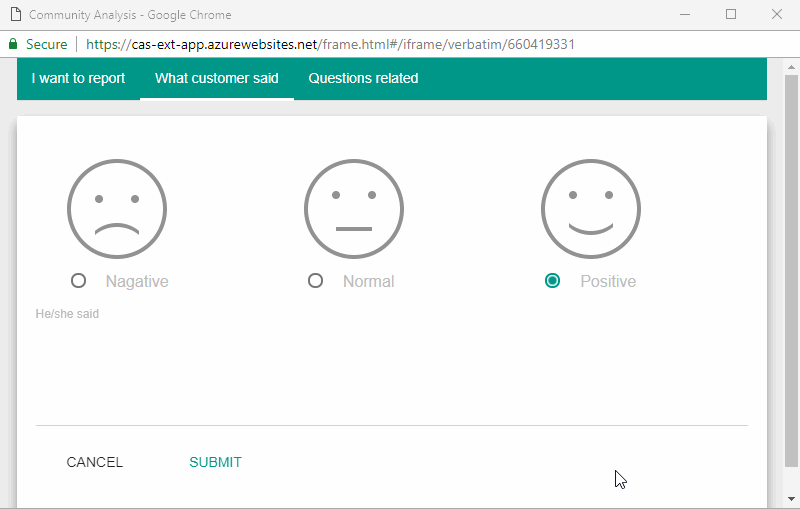 Community Analysis - Google Chrome
Secure https://cas-ext-app.azurewebsites.net/frame.html#/iframe/verbatim/660419331
I want to report What customer said Questions related
Nagative Normal Positive
He/she said
CANCEL SUBMIT